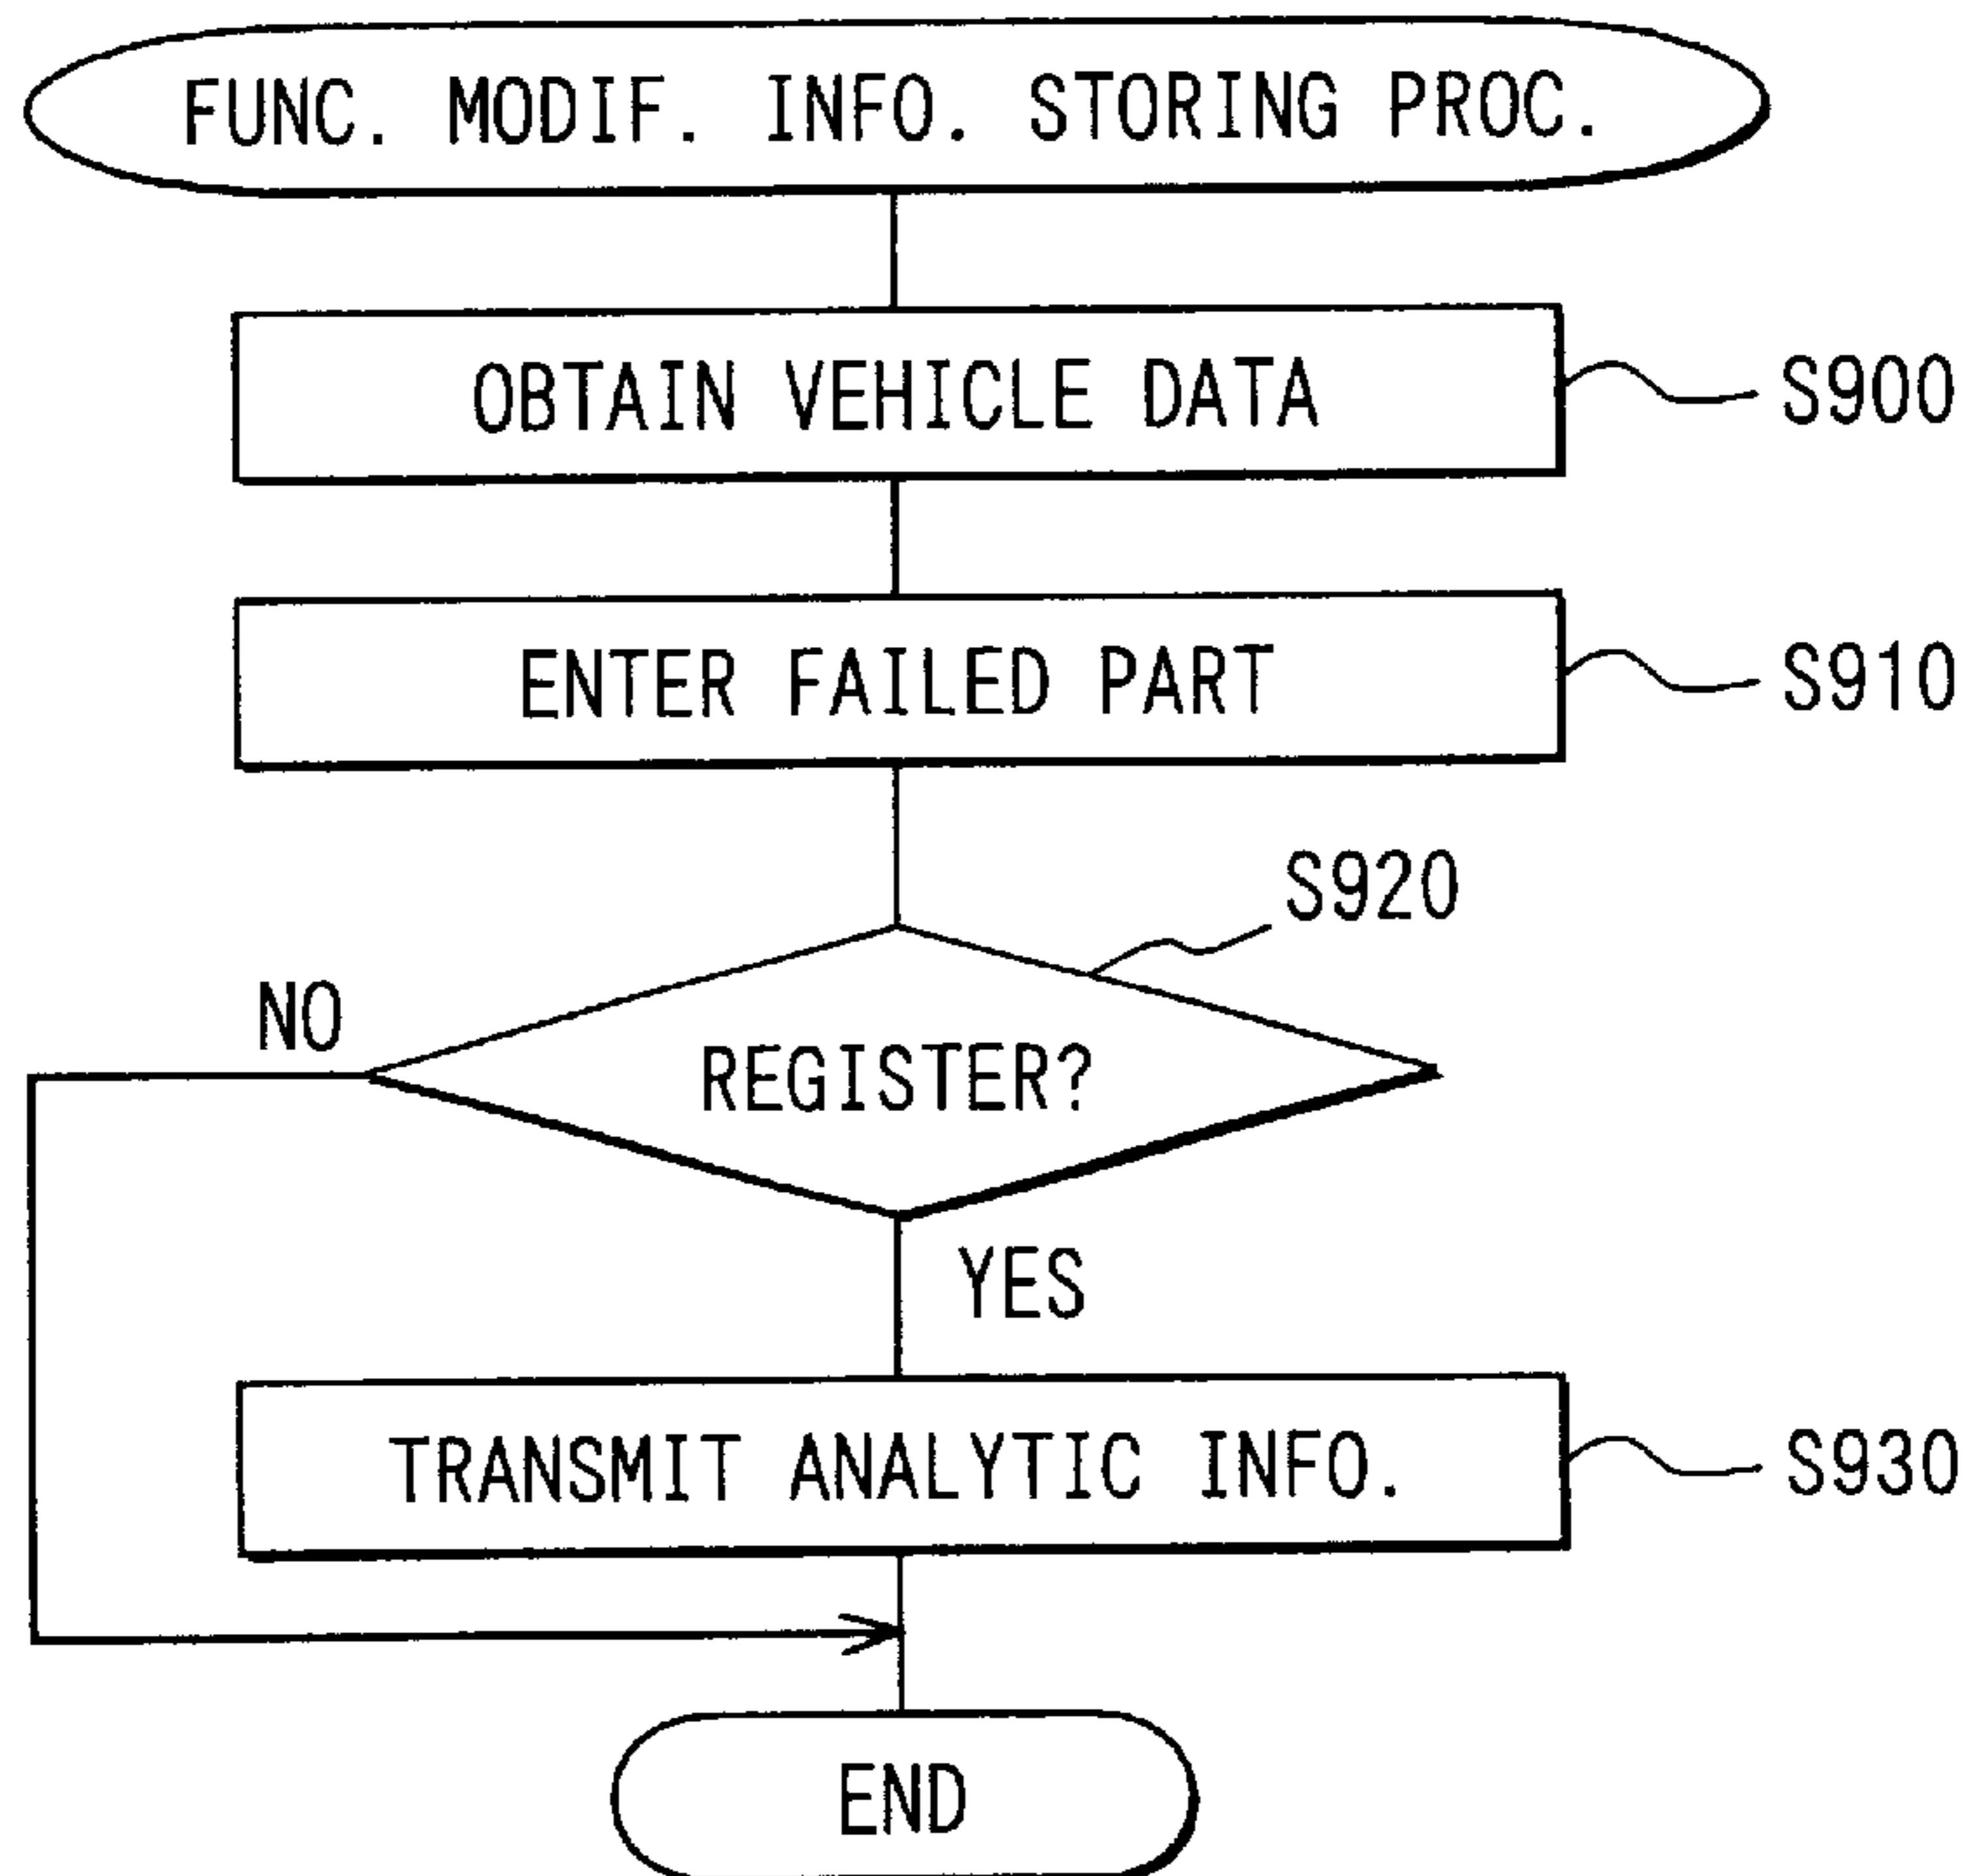 FUNC. MODIF. INFO. STORING PROC.
OBTAIN VEHICLE DATA
S900
ENTER FAILED PART
S910
S920
NO
REGISTER?
YES
TRANSMIT ANALYTIC INFO.
S930
END